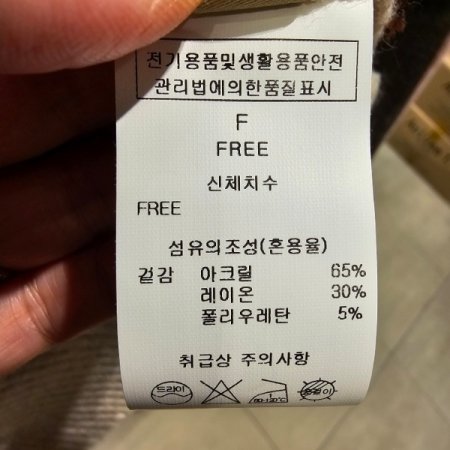 전기용품및생활용품안전
관리법에의한품질표시
F
FREE
신체치수
FREE
섬유의조성(혼용율)
겉감 아크릴 65%
레이온 30%
폴리우레탄 5%
취급상 주의사항
드라이